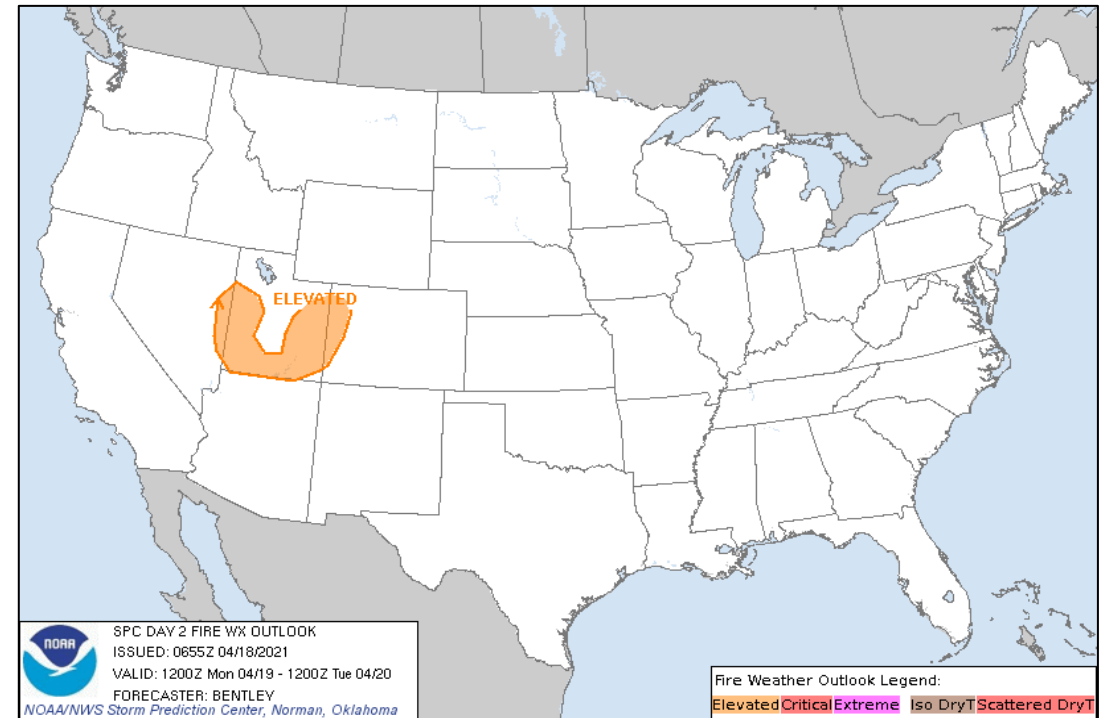 ELEVATED
NOAA
SPC DAY 2 FIRE WX OUTLOOK
ISSUED: 0655Z 04/18/2021
VALID: 1200Z Mon 04/19 - 1200Z Tue 04/20
FORECASTER: BENTLEY
NOAA/NWS Storm Prediction Center, Norman, Oklahoma
Fire Weather Outlook Legend:
Elevated Critical Extreme Iso DryT Scattered DryT